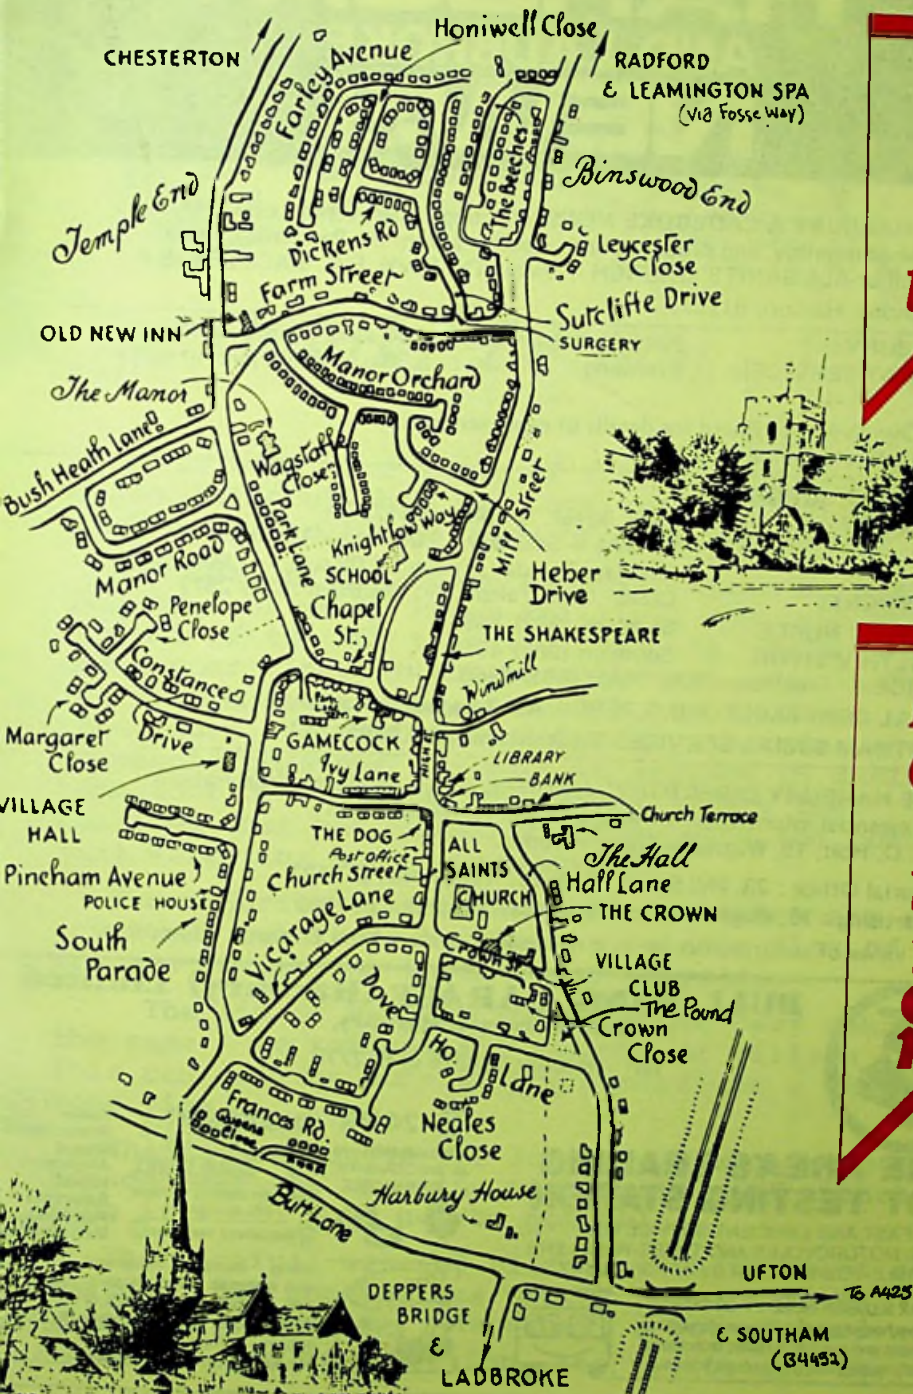 Honiwell Close
CHESTERTON
Farley Avenue
RADFORD
& LEAMINGTON SPA
(Via Fosse Way)
The Beeches
Binswood End
Temple End
Dickens Rd
Leycester
Close
Farm Street
Sutcliffe Drive
OLD NEW INN
SURGERY
Manor Orchard
The Manor
Bush Heath Lane
Wagstaff
Close
Park Lane
Knightlow Way
Mill Street
Manor Road
SCHOOL
Heber
Drive
Penelope
Close
Chapel
St.
THE SHAKESPEARE
Constance
Drive
Windmill
Margaret
Close
GAMECOCK
HIGH ST
Ivy Lane
LIBRARY
BANK
VILLAGE
HALL
Church Terrace
THE DOG
Post office
Church Street
ALL
SAINTS
CHURCH
The Hall
Hall Lane
Pineham Avenue
POLICE HOUSE
THE CROWN
Vicarage Lane
South
Parade
Crown St.
VILLAGE
CLUB
The Pound
Dovehouse Lane
Crown
Close
Frances Rd.
Queens
Close
Neales
Close
Harbury House
Butt Lane
UFTON
To A425
DEPPERS
BRIDGE
&
LADBROKE
& SOUTHAM
(B4452)